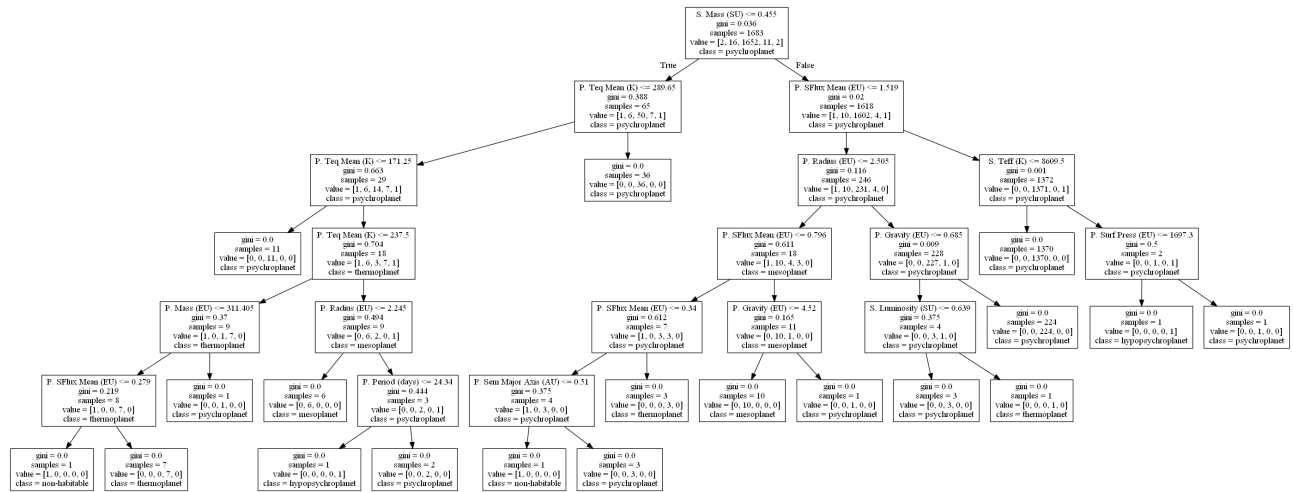 S. Mass (SU) <= 0.455
gini = 0.036
samples = 1683
value = [2, 16, 1652, 11, 2]
class = psychroplanet
True
False
P. Teq Mean (K) <= 289.65
gini = 0.388
samples = 65
value = [1, 6, 50, 7, 1]
class = psychroplanet
P. SFlux Mean (EU) <= 1.519
gini = 0.02
samples = 1618
value = [1, 10, 1602, 4, 1]
class = psychroplanet
P. Teq Mean (K) <= 171.25
gini = 0.663
samples = 29
value = [1, 6, 14, 7, 1]
class = psychroplanet
gini = 0.0
samples = 36
value = [0, 0, 36, 0, 0]
class = psychroplanet
P. Radius (EU) <= 2.505
gini = 0.116
samples = 246
value = [1, 10, 231, 4, 0]
class = psychroplanet
S. Teff (K) <= 8609.5
gini = 0.001
samples = 1372
value = [0, 0, 1371, 0, 1]
class = psychroplanet
gini = 0.0
samples = 11
value = [0, 0, 11, 0, 0]
class = psychroplanet
P. Teq Mean (K) <= 237.5
gini = 0.704
samples = 18
value = [1, 6, 3, 7, 1]
class = thermoplanet
P. SFlux Mean (EU) <= 0.796
gini = 0.611
samples = 18
value = [1, 10, 4, 3, 0]
class = mesoplanet
P. Gravity (EU) <= 0.685
gini = 0.009
samples = 228
value = [0, 0, 227, 1, 0]
class = psychroplanet
gini = 0.0
samples = 1370
value = [0, 0, 1370, 0, 0]
class = psychroplanet
P. Surf Press (EU) <= 1697.3
gini = 0.5
samples = 2
value = [0, 0, 1, 0, 1]
class = psychroplanet
P. Mass (EU) <= 311.405
gini = 0.37
samples = 9
value = [1, 0, 1, 7, 0]
class = thermoplanet
P. Radius (EU) <= 2.245
gini = 0.494
samples = 9
value = [0, 6, 2, 0, 1]
class = mesoplanet
P. SFlux Mean (EU) <= 0.34
gini = 0.612
samples = 7
value = [1, 0, 3, 3, 0]
class = psychroplanet
P. Gravity (EU) <= 4.52
gini = 0.165
samples = 11
value = [0, 10, 1, 0, 0]
class = mesoplanet
S. Luminosity (SU) <= 0.639
gini = 0.375
samples = 4
value = [0, 0, 3, 1, 0]
class = psychroplanet
gini = 0.0
samples = 224
value = [0, 0, 224, 0, 0]
class = psychroplanet
gini = 0.0
samples = 1
value = [0, 0, 0, 0, 1]
class = hypopsychroplanet
gini = 0.0
samples = 1
value = [0, 0, 1, 0, 0]
class = psychroplanet
P. SFlux Mean (EU) <= 0.279
gini = 0.219
samples = 8
value = [1, 0, 0, 7, 0]
class = thermoplanet
gini = 0.0
samples = 1
value = [0, 0, 1, 0, 0]
class = psychroplanet
gini = 0.0
samples = 6
value = [0, 6, 0, 0, 0]
class = mesoplanet
P. Period (days) <= 24.34
gini = 0.444
samples = 3
value = [0, 0, 2, 0, 1]
class = psychroplanet
P. Sem Major Axis (AU) <= 0.51
gini = 0.375
samples = 4
value = [1, 0, 3, 0, 0]
class = psychroplanet
gini = 0.0
samples = 3
value = [0, 0, 0, 3, 0]
class = thermoplanet
gini = 0.0
samples = 10
value = [0, 10, 0, 0, 0]
class = mesoplanet
gini = 0.0
samples = 1
value = [0, 0, 1, 0, 0]
class = psychroplanet
gini = 0.0
samples = 3
value = [0, 0, 3, 0, 0]
class = psychroplanet
gini = 0.0
samples = 1
value = [0, 0, 0, 1, 0]
class = thermoplanet
gini = 0.0
samples = 1
value = [1, 0, 0, 0, 0]
class = non-habitable
gini = 0.0
samples = 7
value = [0, 0, 0, 7, 0]
class = thermoplanet
gini = 0.0
samples = 1
value = [0, 0, 0, 0, 1]
class = hypopsychroplanet
gini = 0.0
samples = 2
value = [0, 0, 2, 0, 0]
class = psychroplanet
gini = 0.0
samples = 1
value = [1, 0, 0, 0, 0]
class = non-habitable
gini = 0.0
samples = 3
value = [0, 0, 3, 0, 0]
class = psychroplanet